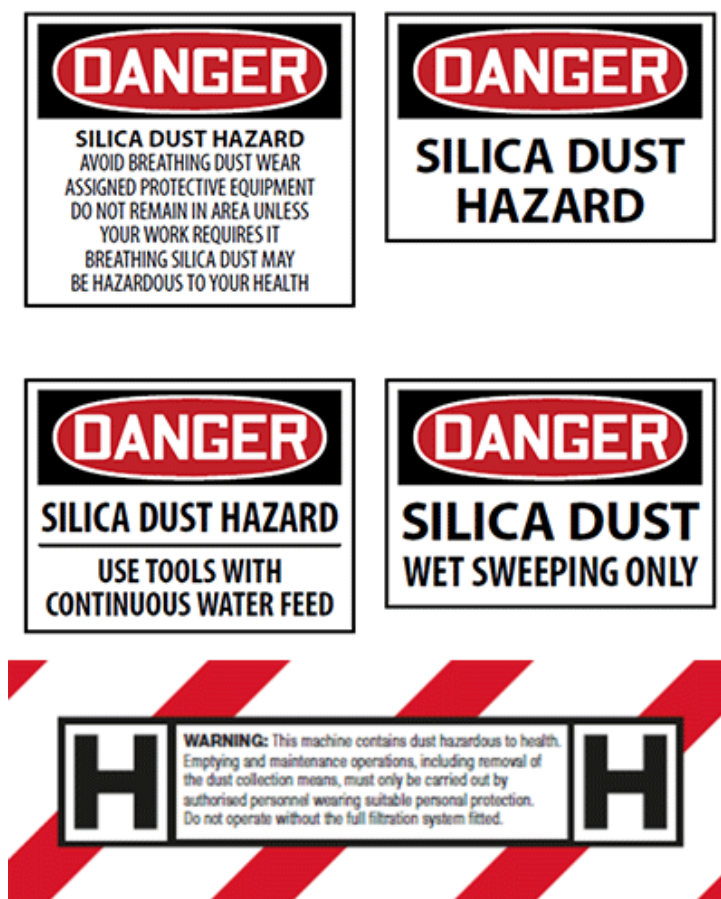 DANGER
SILICA DUST HAZARD
AVOID BREATHING DUST WEAR
ASSIGNED PROTECTIVE EQUIPMENT
DO NOT REMAIN IN AREA UNLESS
YOUR WORK REQUIRES IT
BREATHING SILICA DUST MAY
BE HAZARDOUS TO YOUR HEALTH
DANGER
SILICA DUST
HAZARD
DANGER
SILICA DUST HAZARD
USE TOOLS WITH
CONTINUOUS WATER FEED
DANGER
SILICA DUST
WET SWEEPING ONLY
H
WARNING: This machine contains dust hazardous to health.
Emptying and maintenance operations, including removal of
the dust collection means, must only be carried out by
authorised personnel wearing suitable personal protection.
Do not operate without the full filtration system fitted.
H